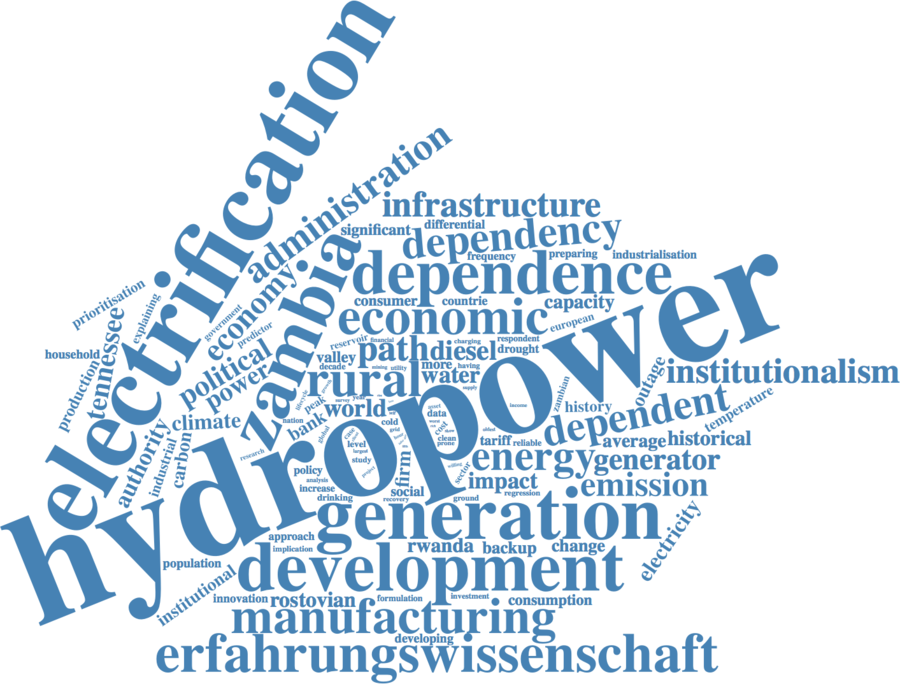 electrification
administration
infrastructure
significant
differential
dependency
frequency
preparing
industrialisation
dependence
zambia
economy
prioritisation
explaining
government
predictor
consumer
countrie
capacity
economic
european
tennessee
household
production
political
power
reservoir
financial
charging
respondent
drought
valley
path
diesel
decade
mining
utility
more
having
rural
water
supply
institutionalism
outage
temperature
hydropower
lifecycle
peak
survey
year
world
nation
bank
global
climate
authority
industrial
carbon
research
cold
grid
data
cost
clean
prone
income
zambian
history
dependent
average
historical
tariff
reliable
level
largest
study
project
policy
analysis
increase
drinking
firm
social
recovery
sector
energy
generator
impact
regression
emission
ground
generation
electricity
approach
implication
rwanda
backup
change
population
institutional
development
innovation
rostovian
formulation
investment
consumption
manufacturing
developing
erfahrungswissenschaft